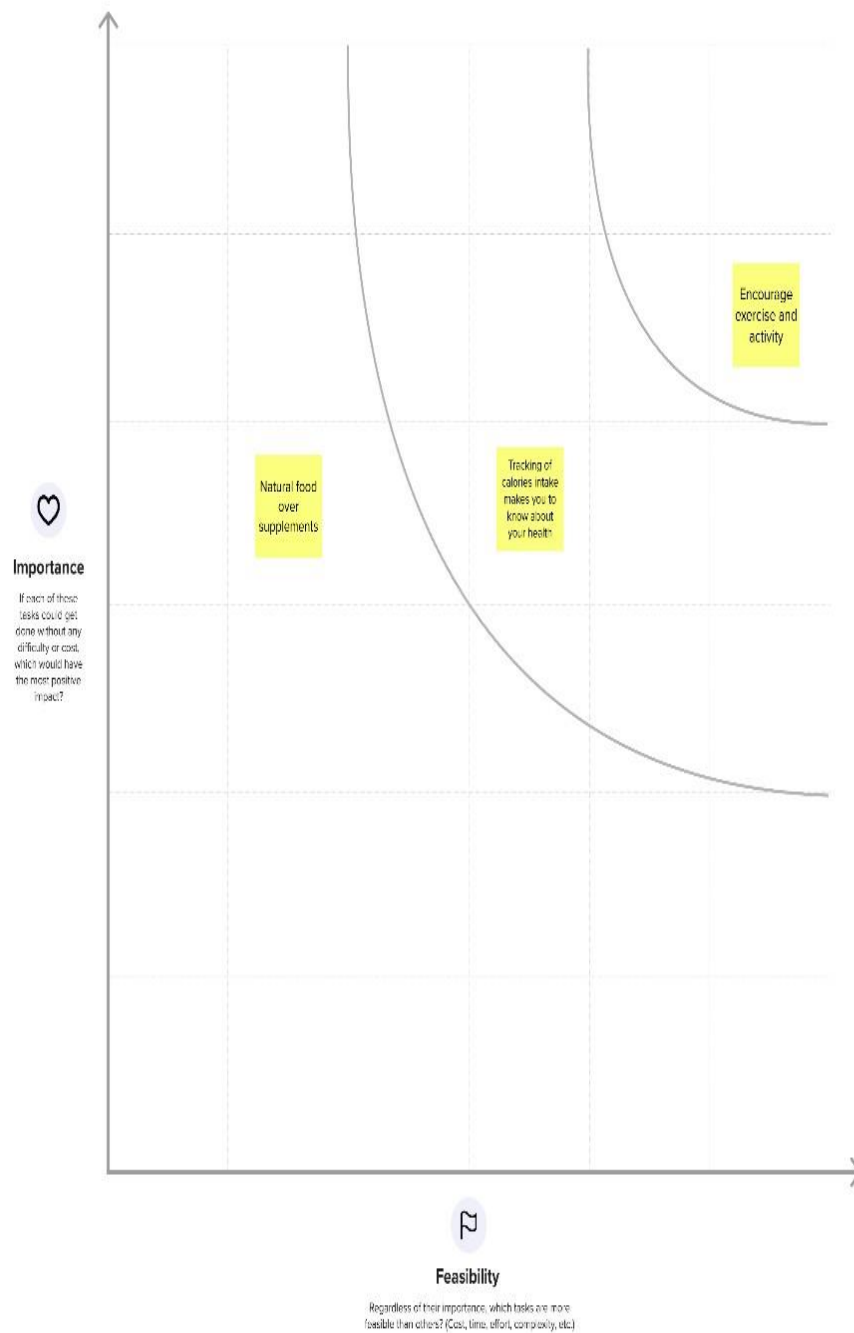 Encourage
exercise and
activity
Natural food
over
supplements
Tracking of
calories intake
makes you to
know about
your health
Importance
If each of these
tasks could get
done without any
difficulty or cost,
which would have
the most positive
impact?
Feasibility
Regardless of their importance, which tasks are more
feasible than others? (Cost, time, effort, complexity, etc.)